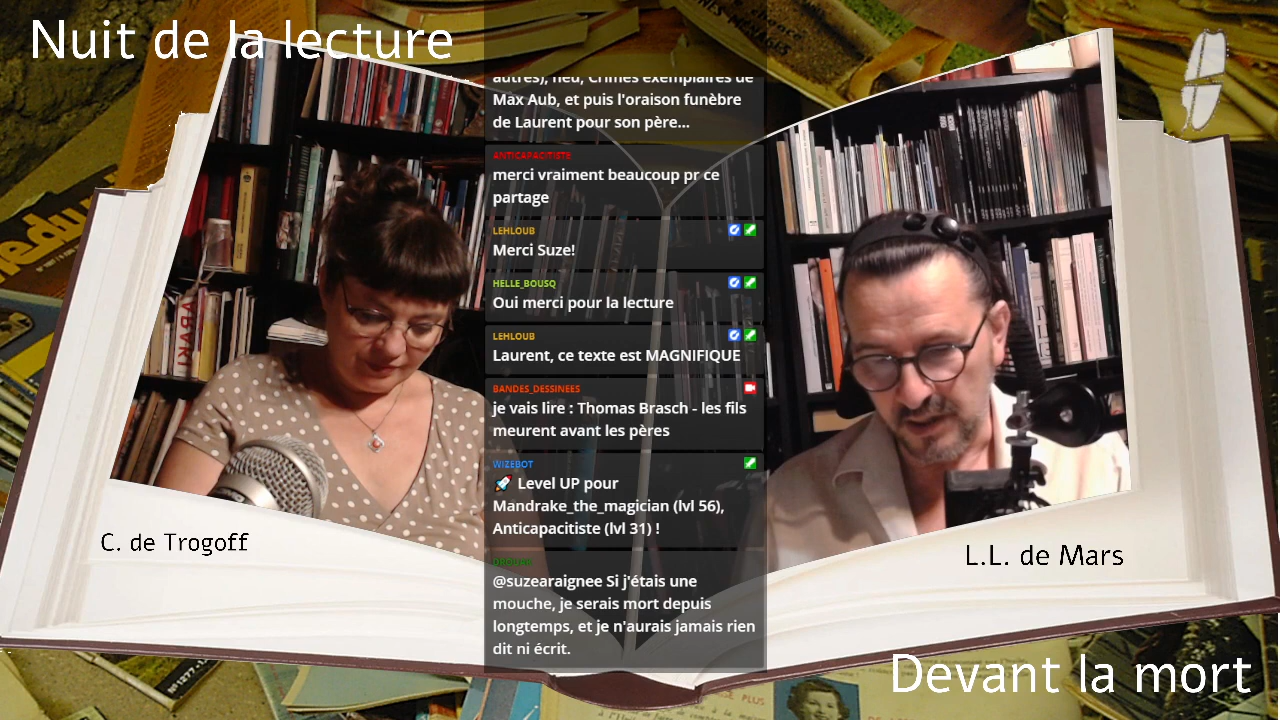 Nuit de la lecture
autres), heu, Crimes exemplaires de
Max Aub, et puis l'oraison funèbre
de Laurent pour son père...
ANTICAPACITISTE
merci vraiment beaucoup pr ce
partage
LEHLOUB
Merci Suze!
HELLE_BOUSQ
Oui merci pour la lecture
LEHLOUB
Laurent, ce texte est MAGNIFIQUE
BANDES_DESSINEES
je vais lire : Thomas Brasch - les fils
meurent avant les pères
WIZEBOT
🚀 Level UP pour
Mandrake_the_magician (lvl 56),
Anticapacitiste (lvl 31) !
@suzearaignee Si j'étais une
mouche, je serais mort depuis
longtemps, et je n'aurais jamais rien
dit ni écrit.
C. de Trogoff
L.L. de Mars
Devant la mort